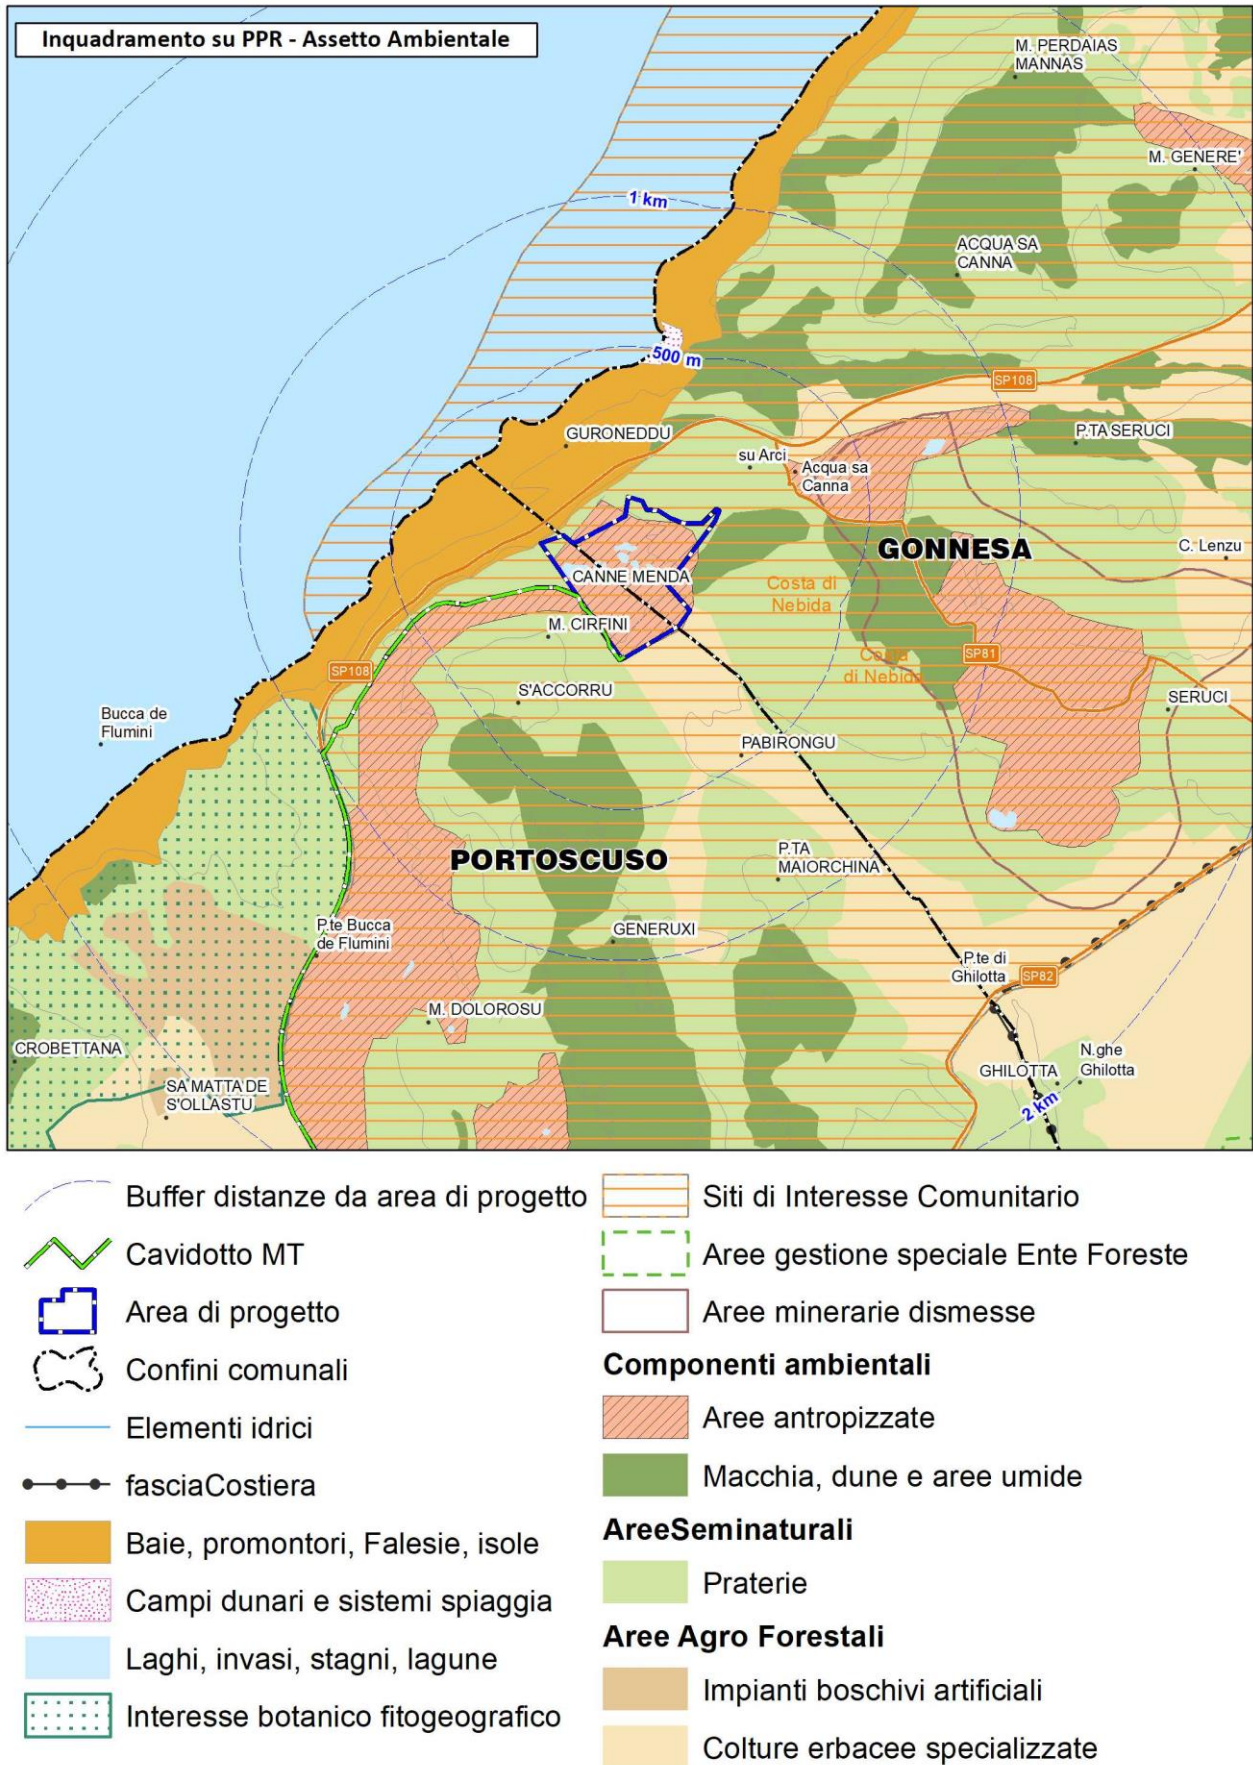 Inquadramento su PPR - Assetto Ambientale
M. PERDAIAS
MANNAS
M. GENERE'
1 km
ACQUA SA
CANNA
500 m
SP108
GURONEDDU
P.TA SERUCI
su Arci
Acqua sa
Canna
GONNESA
C. Lenzu
CANNE MENDA
Costa di
Nebida
M. CIRFINI
Costa
di Nebida
SP81
SP108
S'ACCORRU
SERUCI
Bucca de
Flumini
PABIRONGU
PORTOSCUSO
P.TA
MAIORCHINA
P.te Bucca
de Flumini
GENERUXI
P.te di
Ghilotta
SP82
M. DOLOROSU
CROBETTANA
GHILOTTA
N.ghe
Ghilotta
SA MATTA DE
S'OLLASTU
2 km
Buffer distanze da area di progetto
Cavidotto MT
Area di progetto
Confini comunali
Elementi idrici
fasciaCostiera
Baie, promontori, Falesie, isole
Campi dunari e sistemi spiaggia
Laghi, invasi, stagni, lagune
Interesse botanico fitogeografico
Siti di Interesse Comunitario
Aree gestione speciale Ente Foreste
Aree minerarie dismesse
Componenti ambientali
Aree antropizzate
Macchia, dune e aree umide
AreeSeminaturali
Praterie
Aree Agro Forestali
Impianti boschivi artificiali
Colture erbacee specializzate